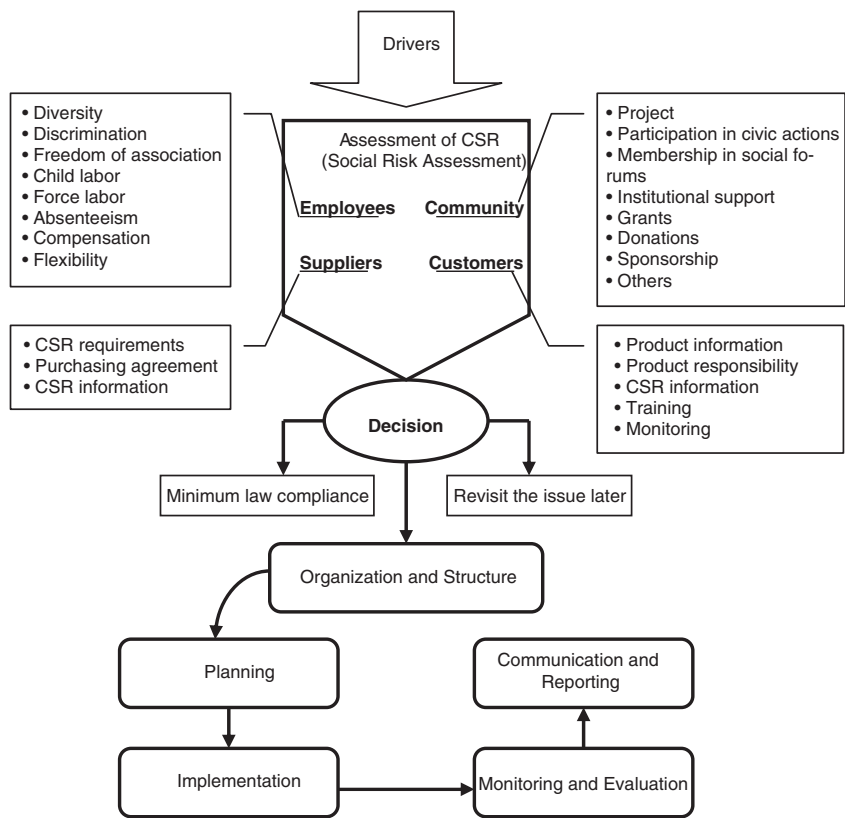 Drivers
• Diversity
• Discrimination
• Freedom of association
• Child labor
• Force labor
• Absenteeism
• Compensation
• Flexibility
Assessment of CSR
(Social Risk Assessment)
Employees
Community
Suppliers
Customers
• Project
• Participation in civic actions
• Membership in social fo-
rums
• Institutional support
• Grants
• Donations
• Sponsorship
• Others
• CSR requirements
• Purchasing agreement
• CSR information
• Product information
• Product responsibility
• CSR information
• Training
• Monitoring
Decision
Minimum law compliance
Revisit the issue later
Organization and Structure
Planning
Communication and
Reporting
Implementation
Monitoring and Evaluation